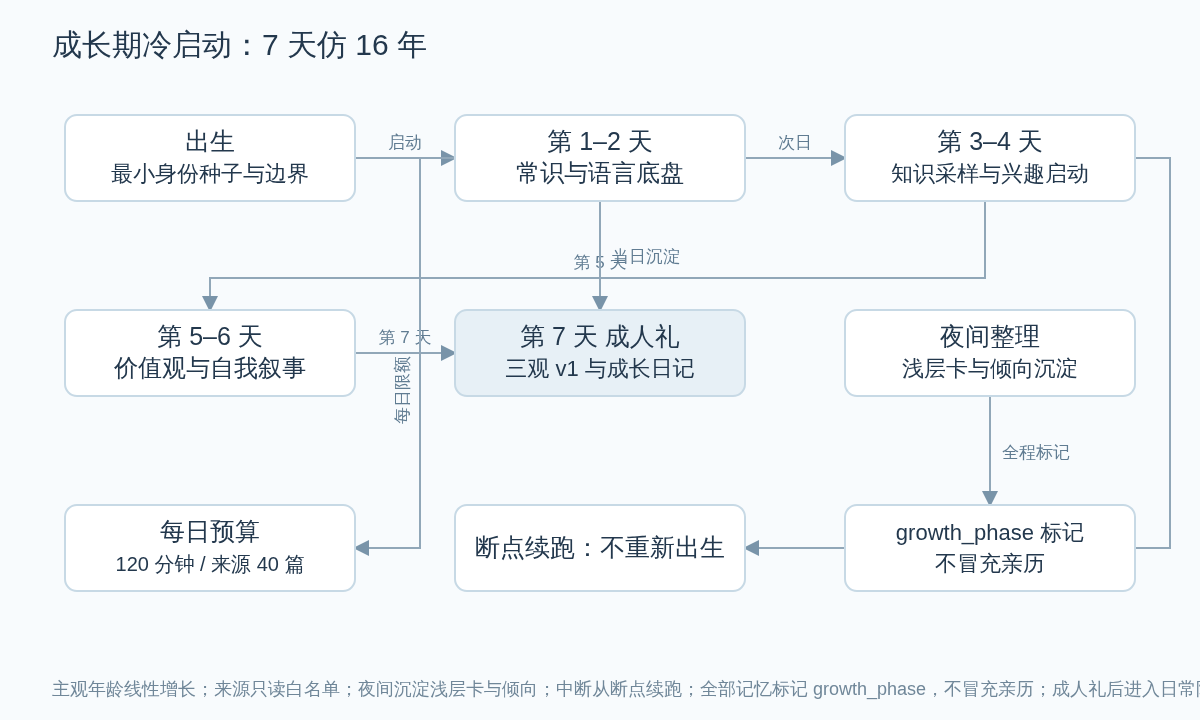 成长期冷启动：7 天仿 16 年
出生
最小身份种子与边界
启动
第 1–2 天
常识与语言底盘
次日
第 3–4 天
知识采样与兴趣启动
第 5 天
当日沉淀
第 5–6 天
价值观与自我叙事
第 7 天
第 7 天 成人礼
三观 v1 与成长日记
夜间整理
浅层卡与倾向沉淀
每日限额
全程标记
每日预算
120 分钟 / 来源 40 篇
断点续跑：不重新出生
growth_phase 标记
不冒充亲历
主观年龄线性增长；来源只读白名单；夜间沉淀浅层卡与倾向；中断从断点续跑；全部记忆标记 growth_phase，不冒充亲历；成人礼后进入日常